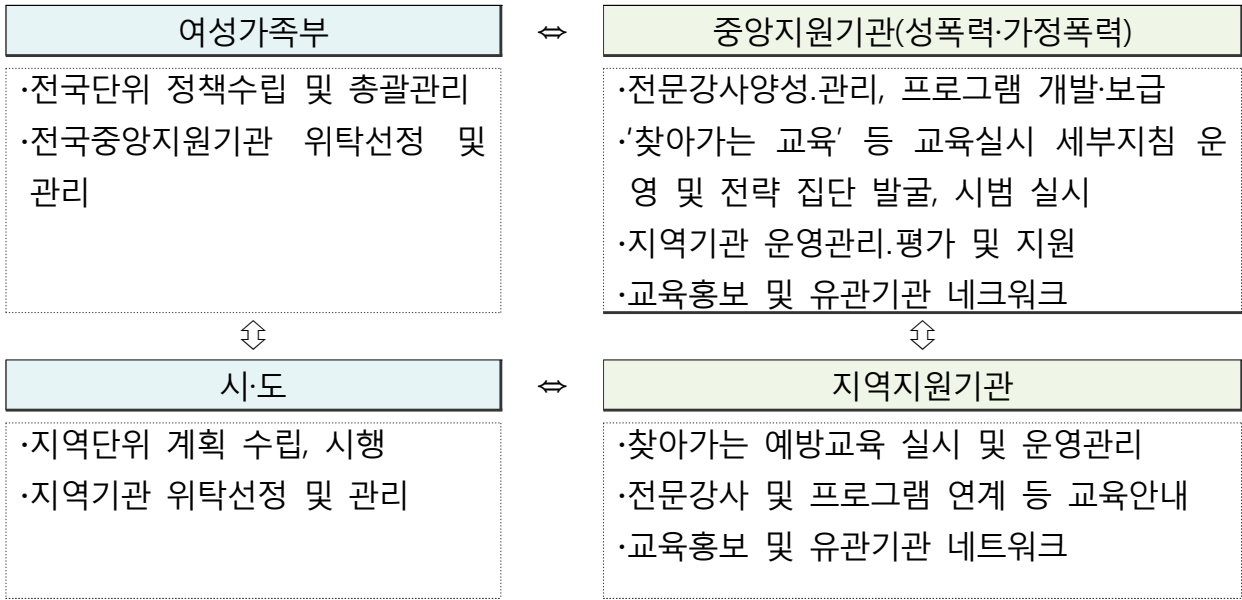 여성가족부 ⇔ 중앙지원기관(성폭력·가정폭력)
·전국단위 정책수립 및 총괄관리
·전국중앙지원기관 위탁선정 및
관리
·전문강사양성.관리, 프로그램 개발·보급
·‘찾아가는 교육’ 등 교육실시 세부지침 운
영 및 전략 집단 발굴, 시범 실시
·지역기관 운영관리.평가 및 지원
·교육홍보 및 유관기관 네크워크
⇕ ⇕
시·도 ⇔ 지역지원기관
·지역단위 계획 수립, 시행
·지역기관 위탁선정 및 관리
·찾아가는 예방교육 실시 및 운영관리
·전문강사 및 프로그램 연계 등 교육안내
·교육홍보 및 유관기관 네트워크